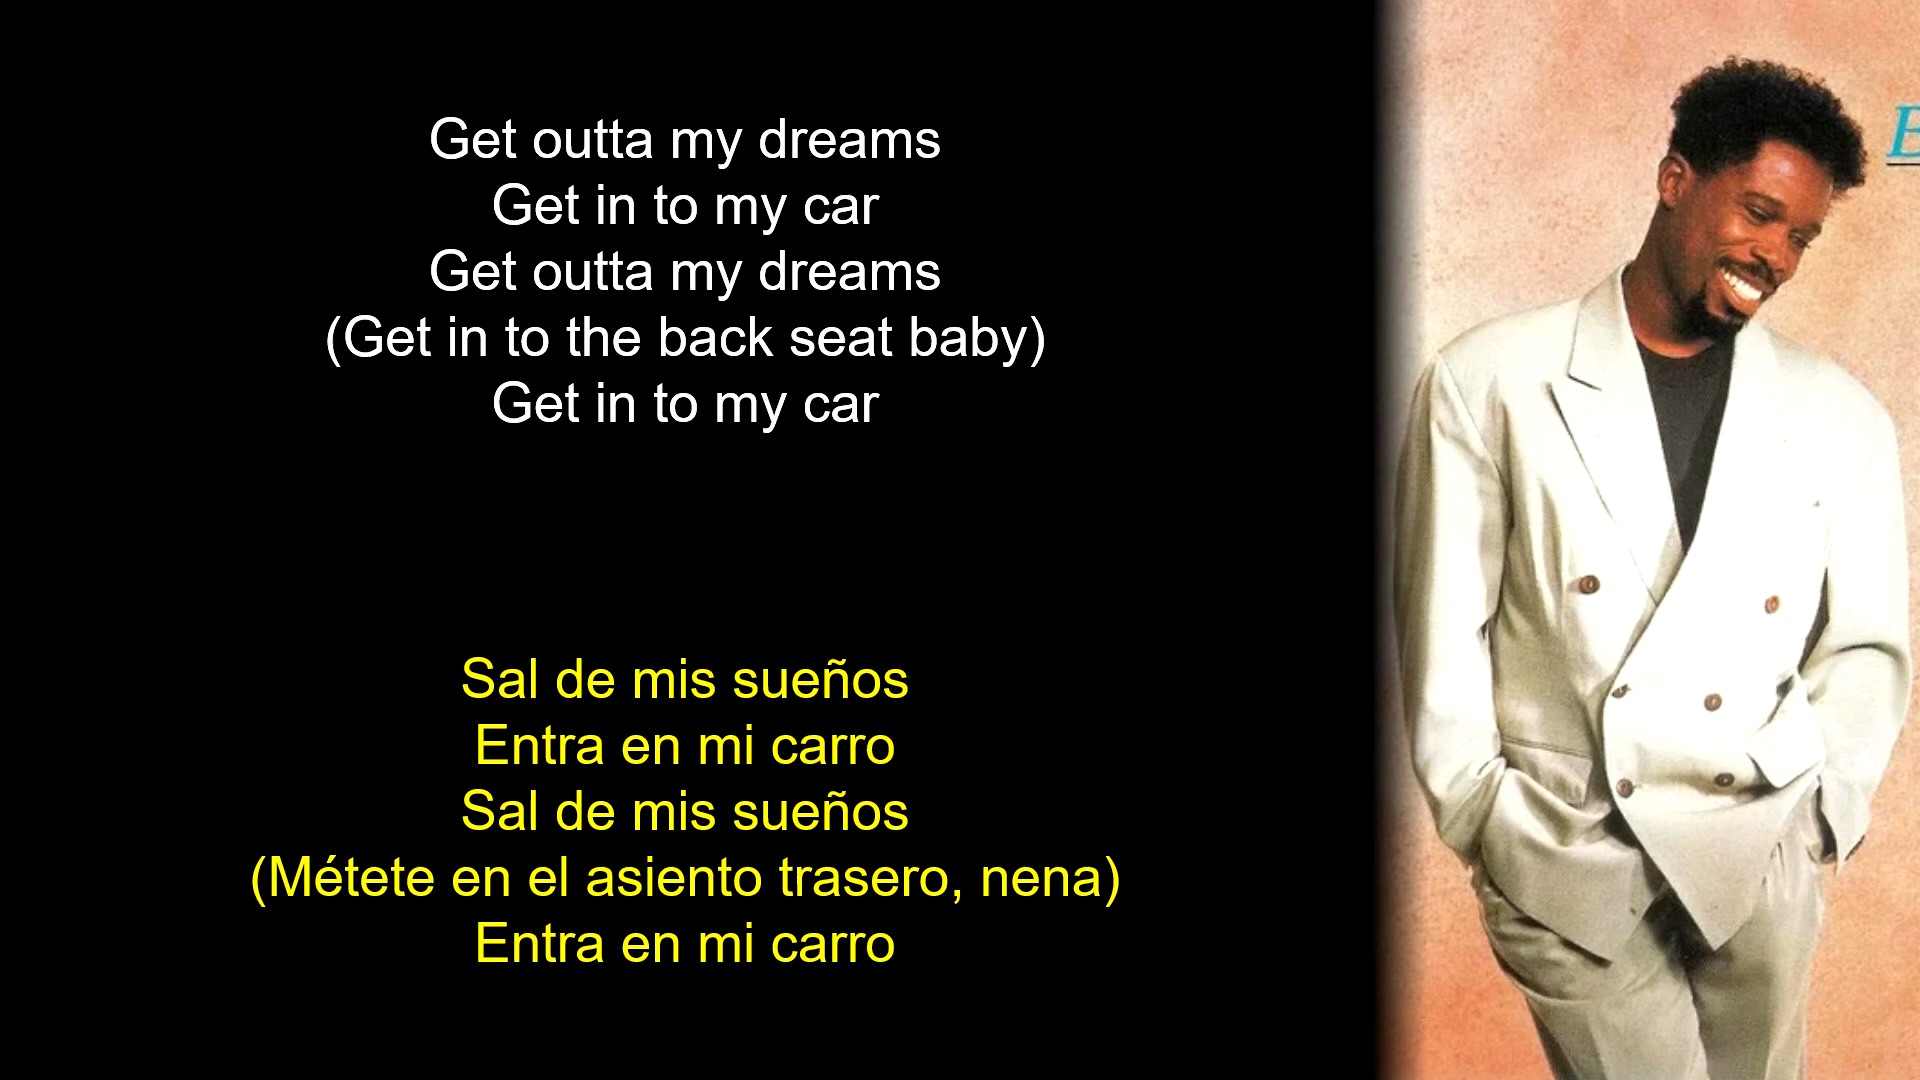 Get outta my dreams
Get in to my car
Get outta my dreams
(Get in to the back seat baby)
Get in to my car
Sal de mis sueños
Entra en mi carro
Sal de mis sueños
(Métete en el asiento trasero, nena)
Entra en mi carro